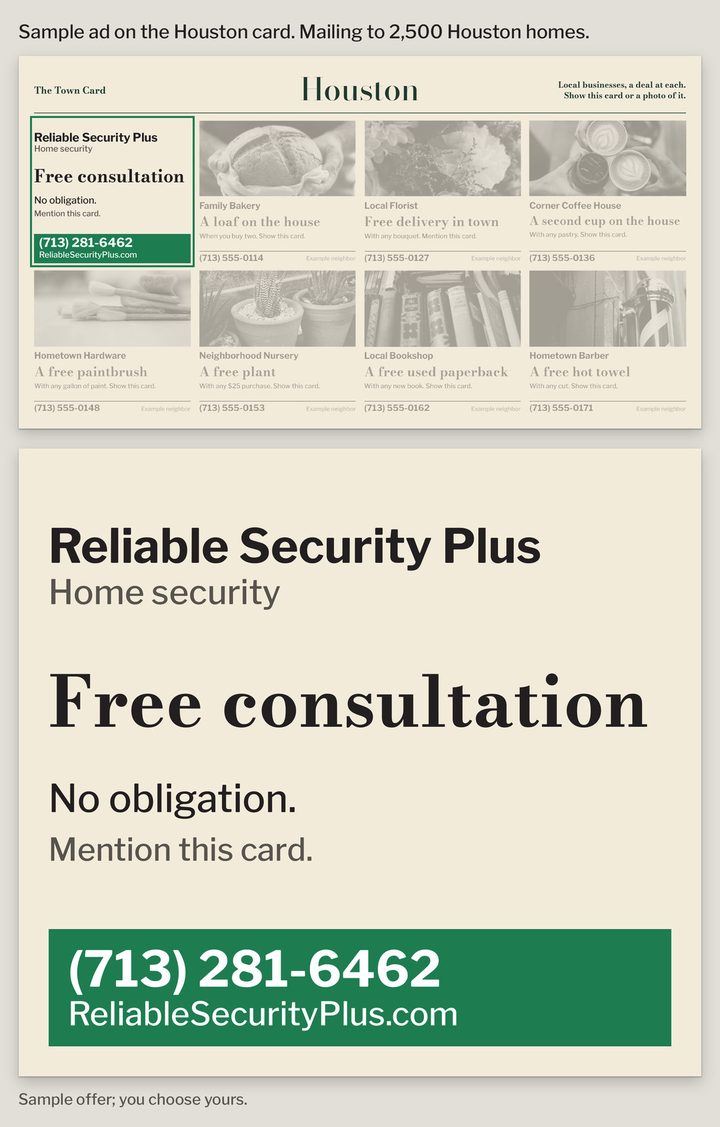 Sample ad on the Houston card. Mailing to 2,500 Houston homes.
The Town Card
Houston
Local businesses, a deal at each.
Show this card or a photo of it.
Reliable Security Plus
Home security
Free consultation
No obligation.
Mention this card.
(713) 281-6462
ReliableSecurityPlus.com
Family Bakery
A loaf on the house
When you buy two. Show this card.
(713) 555-0114
Example neighbor
Local Florist
Free delivery in town
With any bouquet. Mention this card.
(713) 555-0127
Example neighbor
Corner Coffee House
A second cup on the house
With any pastry. Show this card.
(713) 555-0136
Example neighbor
Hometown Hardware
A free paintbrush
With any gallon of paint. Show this card.
(713) 555-0148
Example neighbor
Neighborhood Nursery
A free plant
With any $25 purchase. Show this card.
(713) 555-0153
Example neighbor
Local Bookshop
A free used paperback
With any new book. Show this card.
(713) 555-0162
Example neighbor
Hometown Barber
A free hot towel
With any cut. Show this card.
(713) 555-0171
Example neighbor
Reliable Security Plus
Home security
Free consultation
No obligation.
Mention this card.
(713) 281-6462
ReliableSecurityPlus.com
Sample offer; you choose yours.